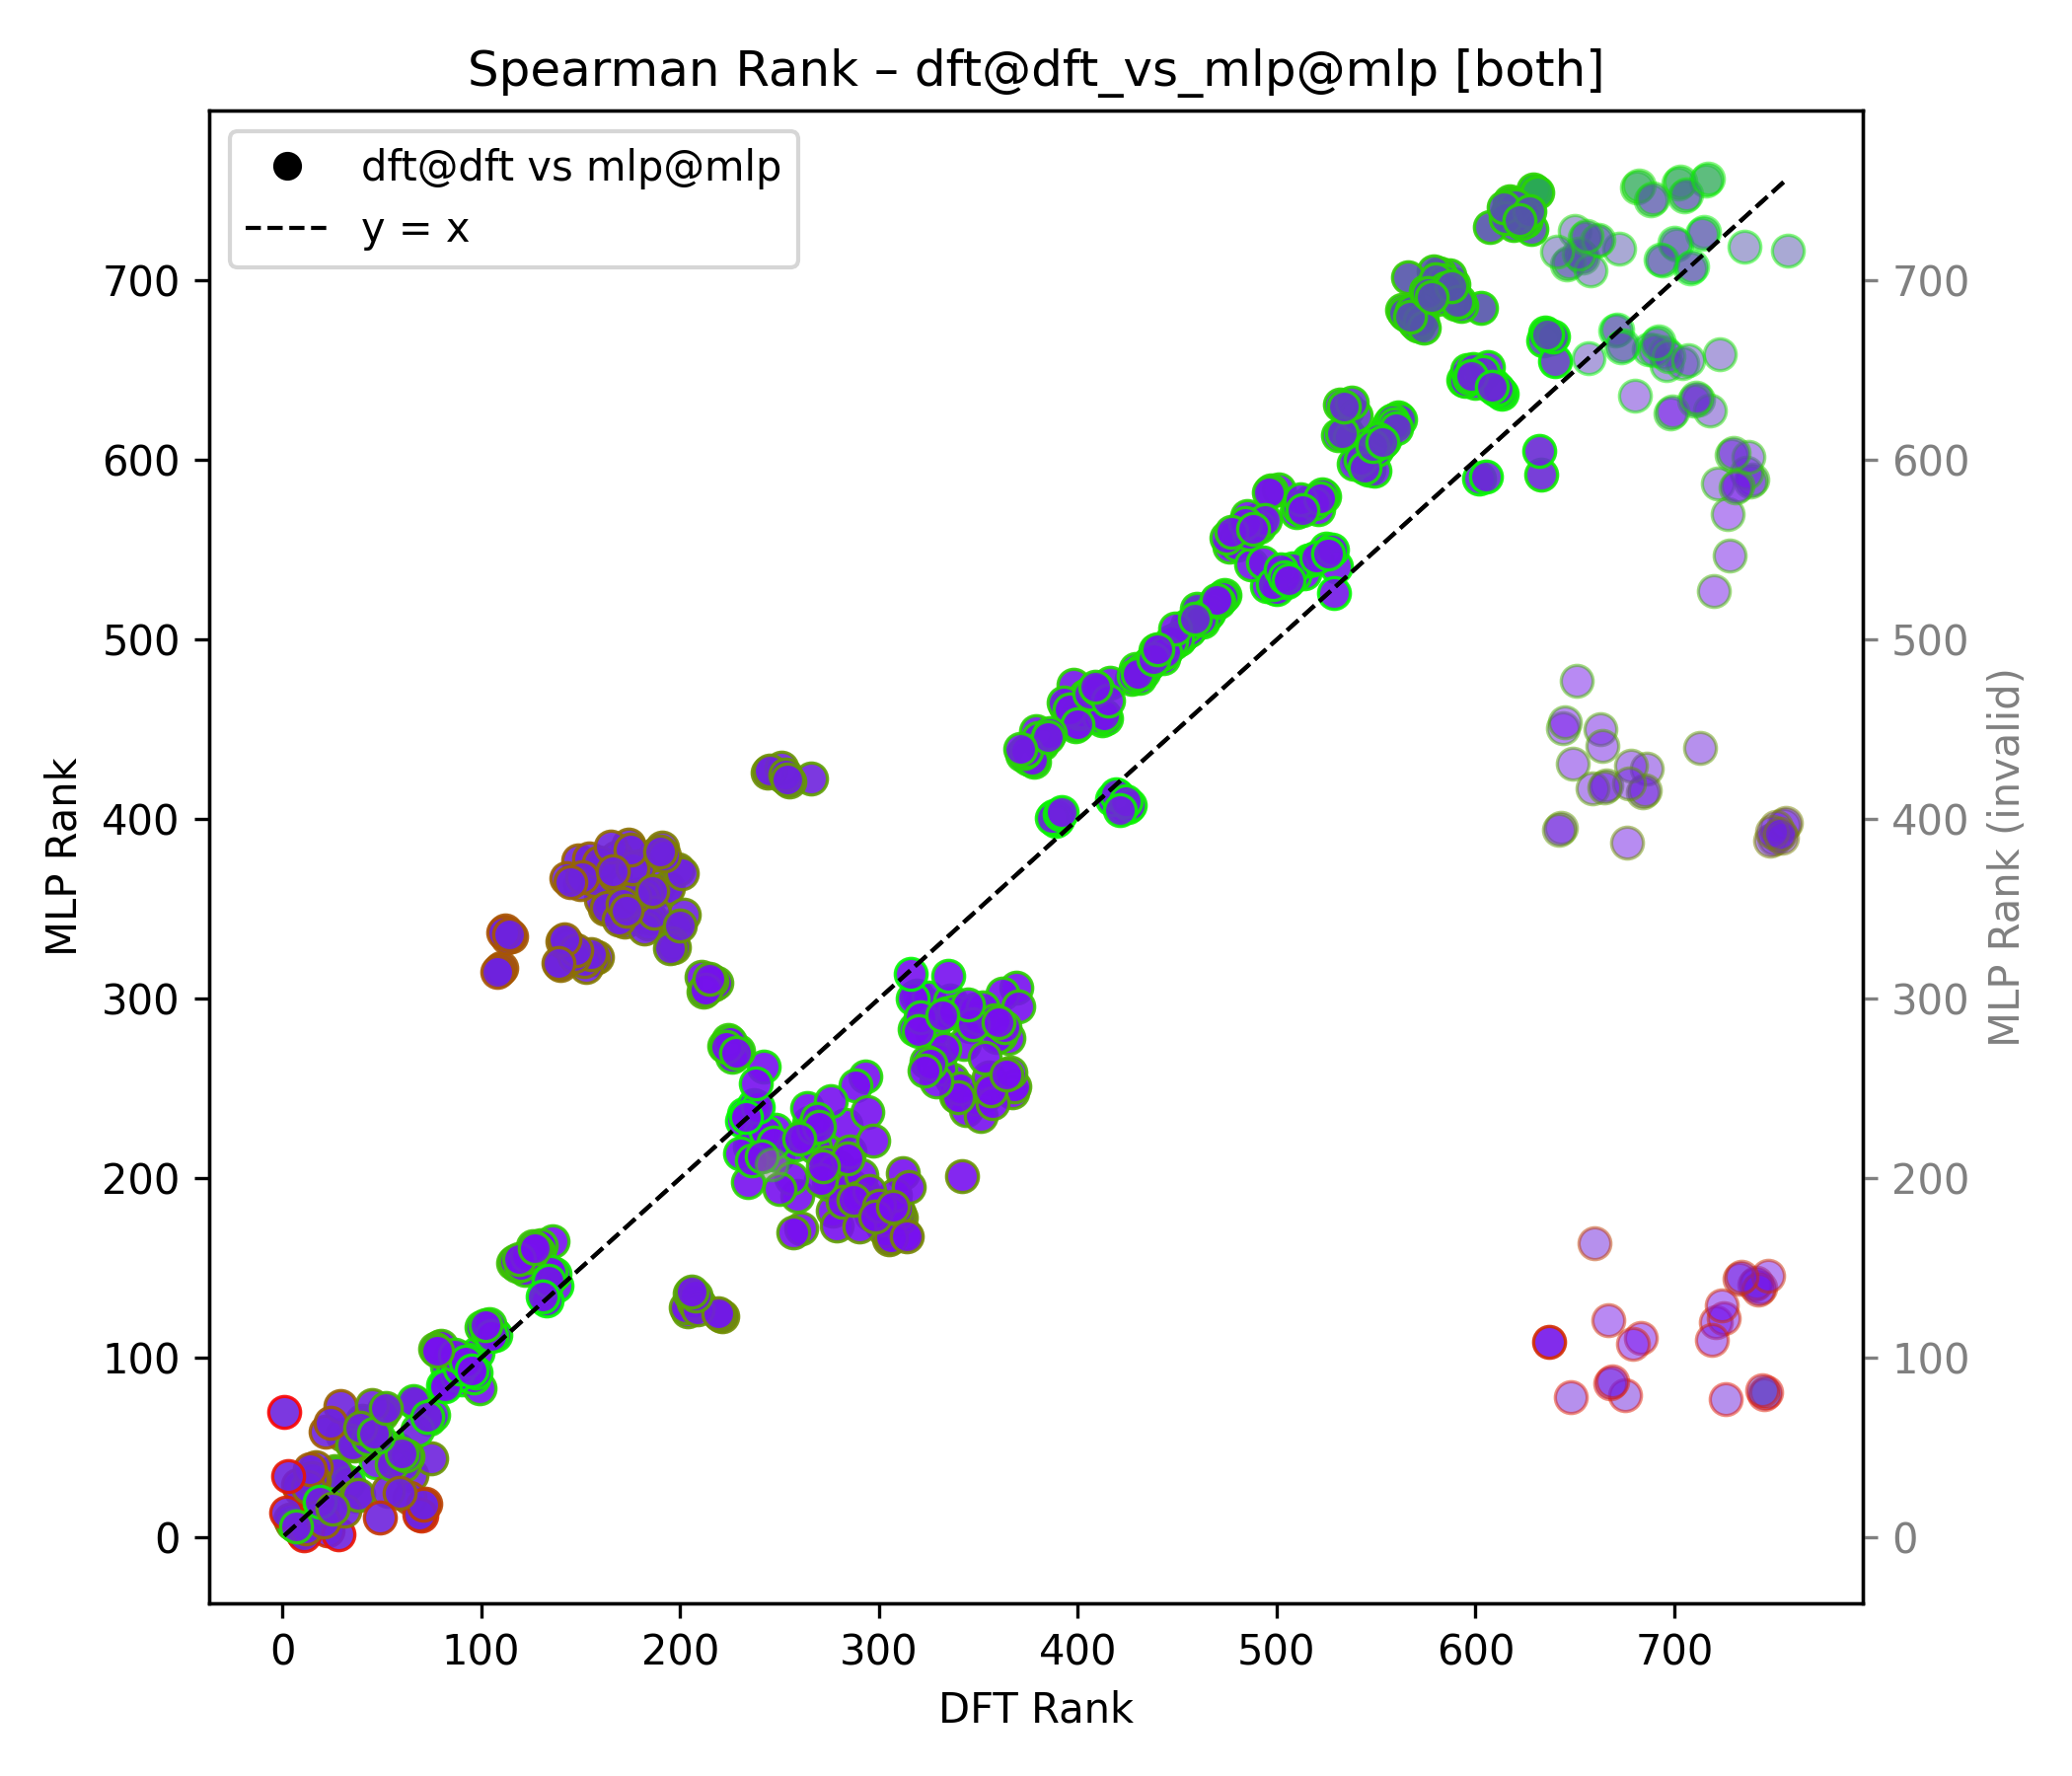 Spearman Rank – dft@dft_vs_mlp@mlp [both]
dft@dft vs mlp@mlp
y = x
MLP Rank
700
600
500
400
300
200
100
0
0 100 200 300 400 500 600 700
DFT Rank
700
600
500
400
300
200
100
0
MLP Rank (invalid)